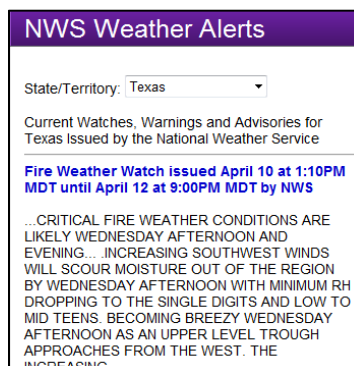 NWS Weather Alerts
State/Territory: Texas
Current Watches, Warnings and Advisories for
Texas Issued by the National Weather Service
Fire Weather Watch issued April 10 at 1:10PM
MDT until April 12 at 9:00PM MDT by NWS
...CRITICAL FIRE WEATHER CONDITIONS ARE
LIKELY WEDNESDAY AFTERNOON AND
EVENING... .INCREASING SOUTHWEST WINDS
WILL SCOUR MOISTURE OUT OF THE REGION
BY WEDNESDAY AFTERNOON WITH MINIMUM RH
DROPPING TO THE SINGLE DIGITS AND LOW TO
MID TEENS. BECOMING BREEZY WEDNESDAY
AFTERNOON AS AN UPPER LEVEL TROUGH
APPROACHES FROM THE WEST. THE
INCREASING